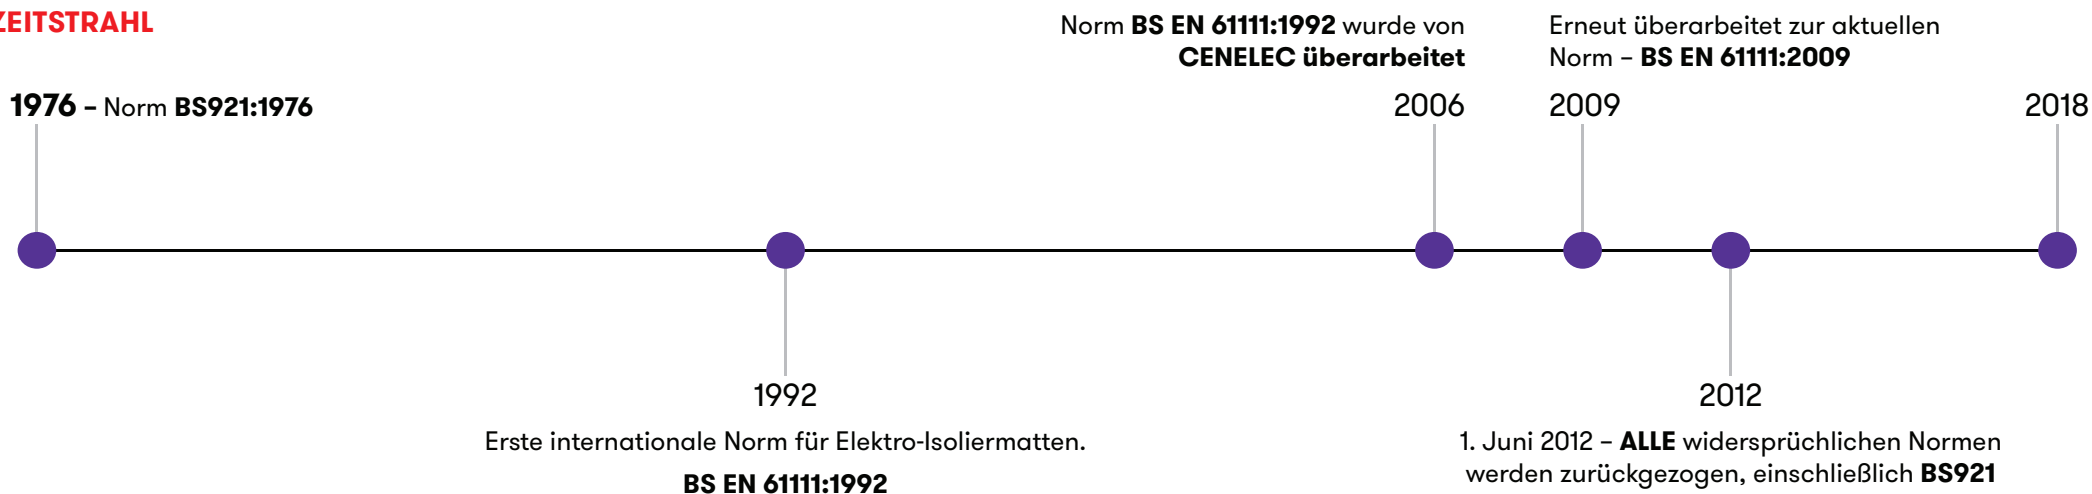 ZEITSTRAHL
1976 – Norm BS921:1976
Norm BS EN 61111:1992 wurde von
CENELEC überarbeitet
2006
Erneut überarbeitet zur aktuellen
Norm – BS EN 61111:2009
2009
2018
1992
Erste internationale Norm für Elektro-Isoliermatten.
BS EN 61111:1992
2012
1. Juni 2012 – ALLE widersprüchlichen Normen
werden zurückgezogen, einschließlich BS921